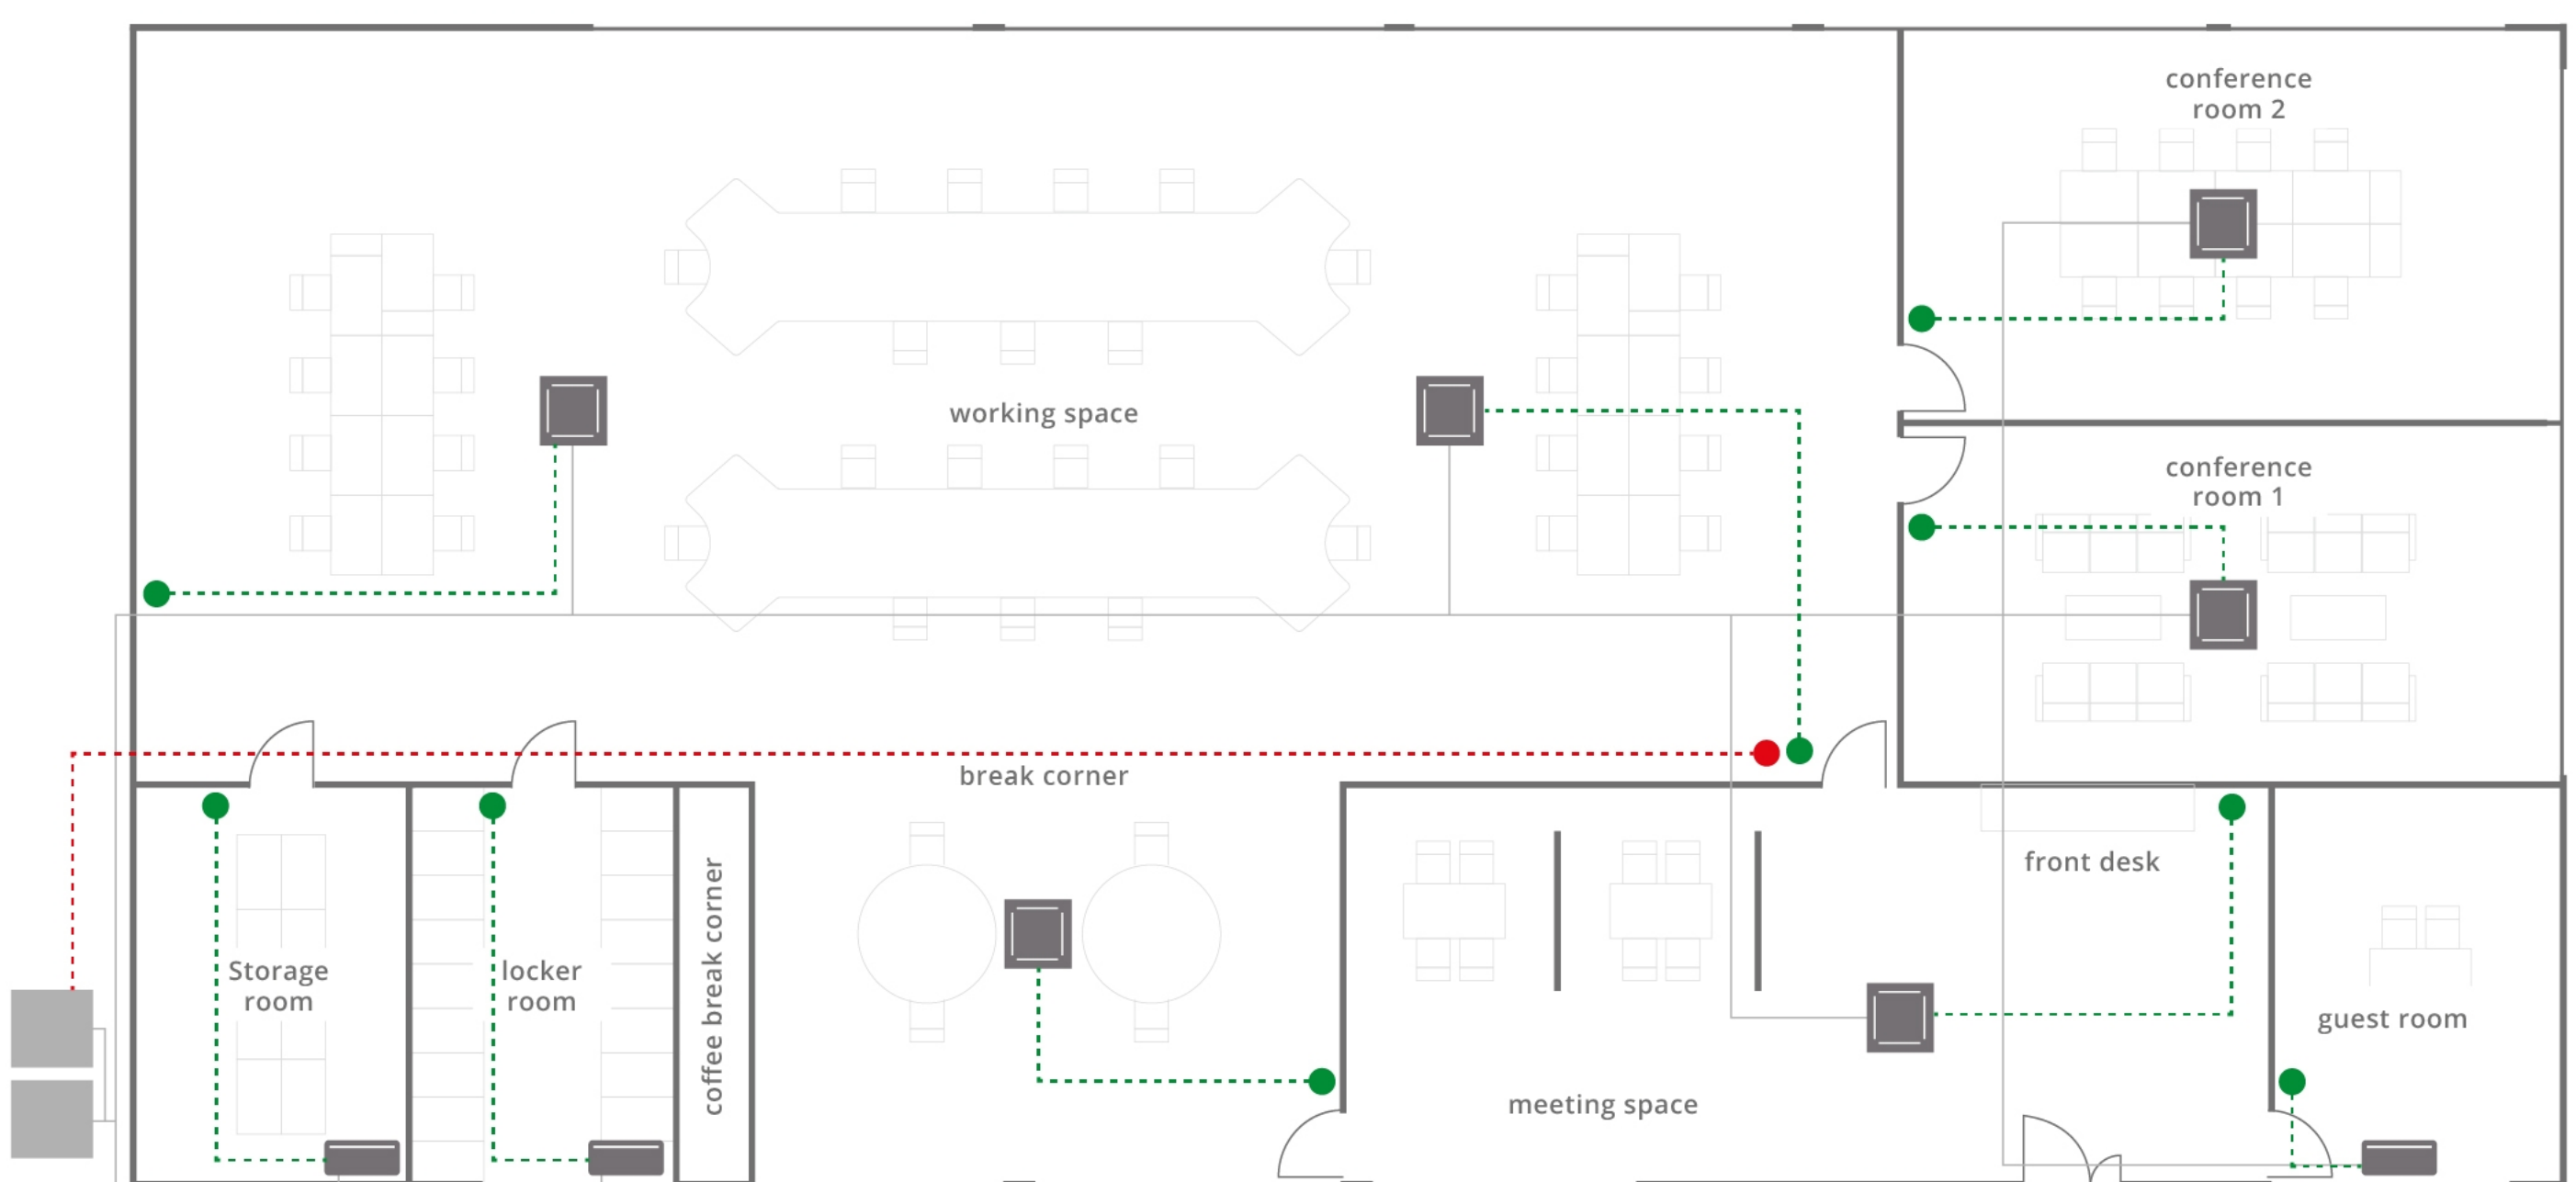 conference
room 2
working space
conference
room 1
break corner
front desk
coffee break corner
Storage
room
locker
room
guest room
meeting space